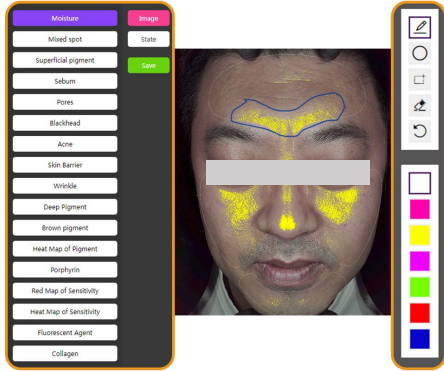 Moisture
Mixed spot
Superficial pigment
Sebum
Pores
Blackhead
Acne
Skin Barrier
Wrinkle
Deep Pigment
Brown pigment
Heat Map of Pigment
Porphyrin
Red Map of Sensitivity
Heat Map of Sensitivity
Fluorescent Agent
Collagen
Image
State
Save